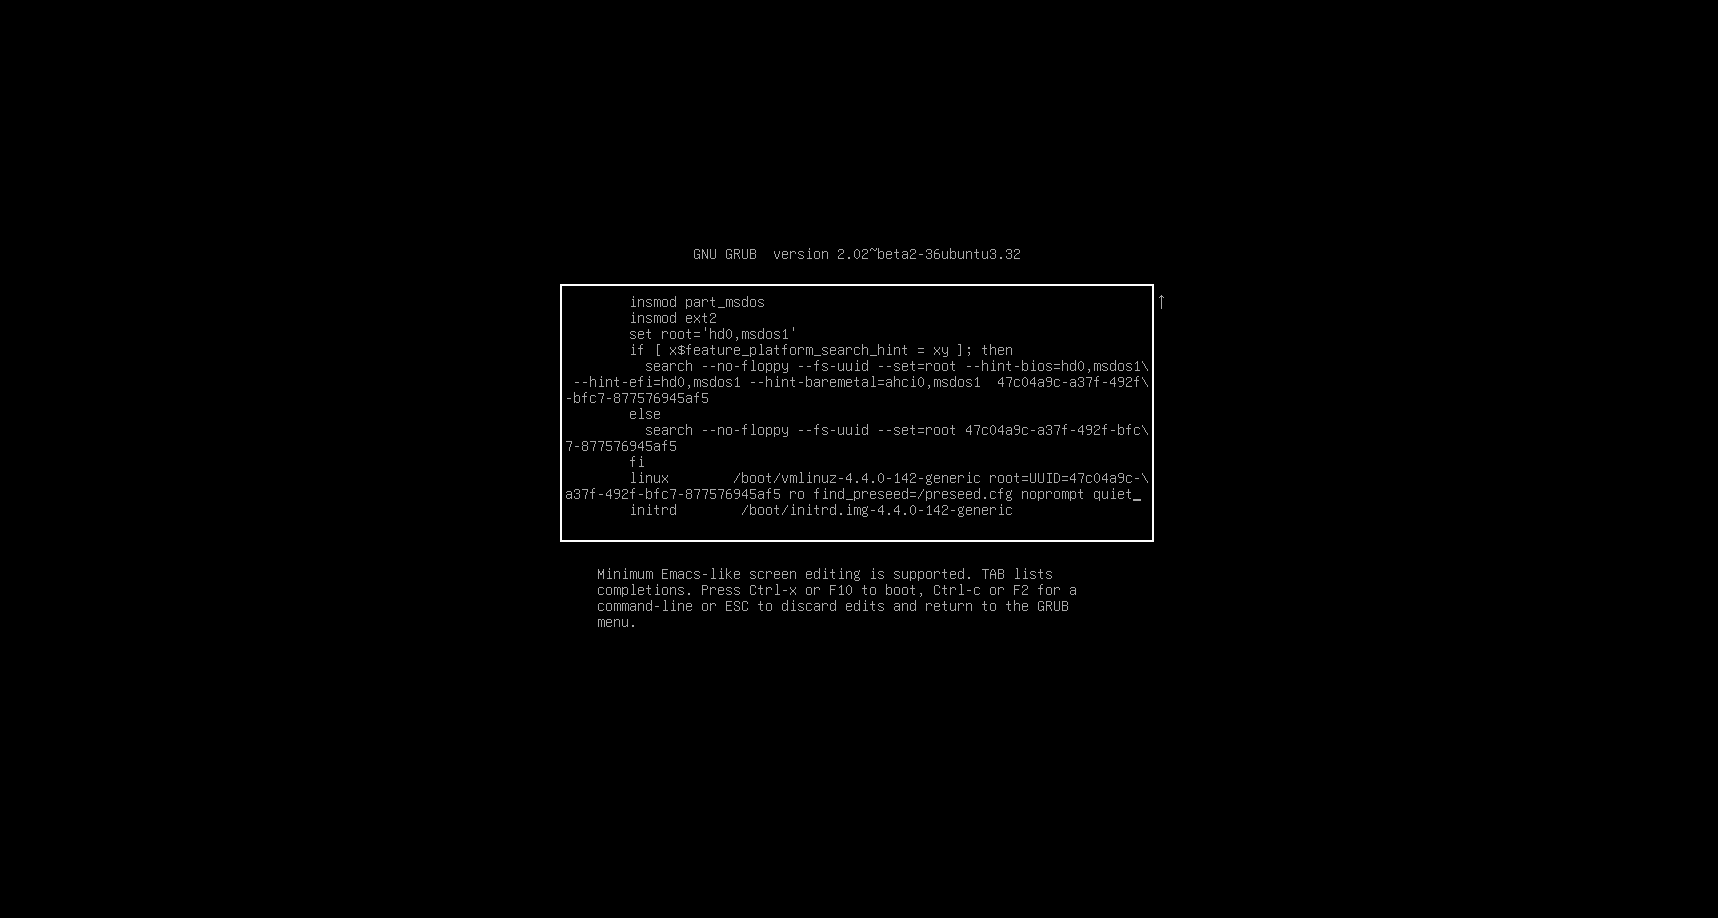 GNU GRUB  version 2.02~beta2-36ubuntu3.32
insmod part_msdos
insmod ext2
set root='hd0,msdos1'
if [ x$feature_platform_search_hint = xy ]; then
search --no-floppy --fs-uuid --set=root --hint-bios=hd0,msdos1\
--hint-efi=hd0,msdos1 --hint-baremetal=ahci0,msdos1  47c04a9c-a37f-492f\
-bfc7-877576945af5
else
search --no-floppy --fs-uuid --set=root 47c04a9c-a37f-492f-bfc\
7-877576945af5
fi
linux        /boot/vmlinuz-4.4.0-142-generic root=UUID=47c04a9c-\
a37f-492f-bfc7-877576945af5 ro find_preseed=/preseed.cfg noprompt quiet_
initrd        /boot/initrd.img-4.4.0-142-generic
Minimum Emacs-like screen editing is supported. TAB lists
completions. Press Ctrl-x or F10 to boot, Ctrl-c or F2 for a
command-line or ESC to discard edits and return to the GRUB
menu.